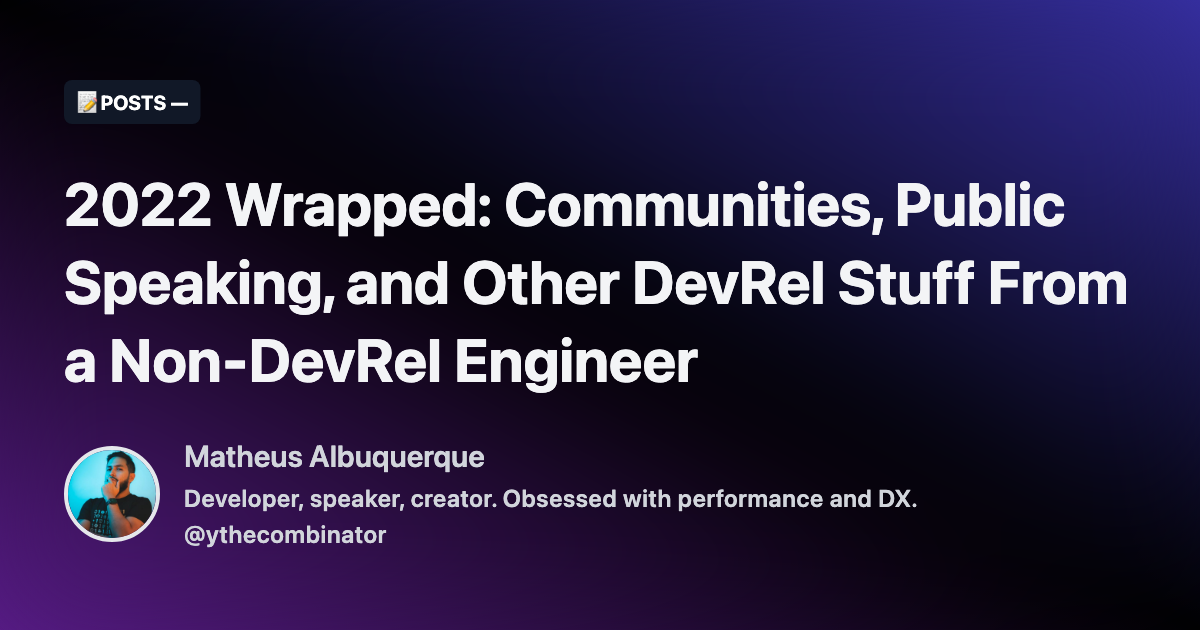 📝POSTS —
2022 Wrapped: Communities, Public
Speaking, and Other DevRel Stuff From
a Non-DevRel Engineer
Matheus Albuquerque
Developer, speaker, creator. Obsessed with performance and DX.
@ythecombinator